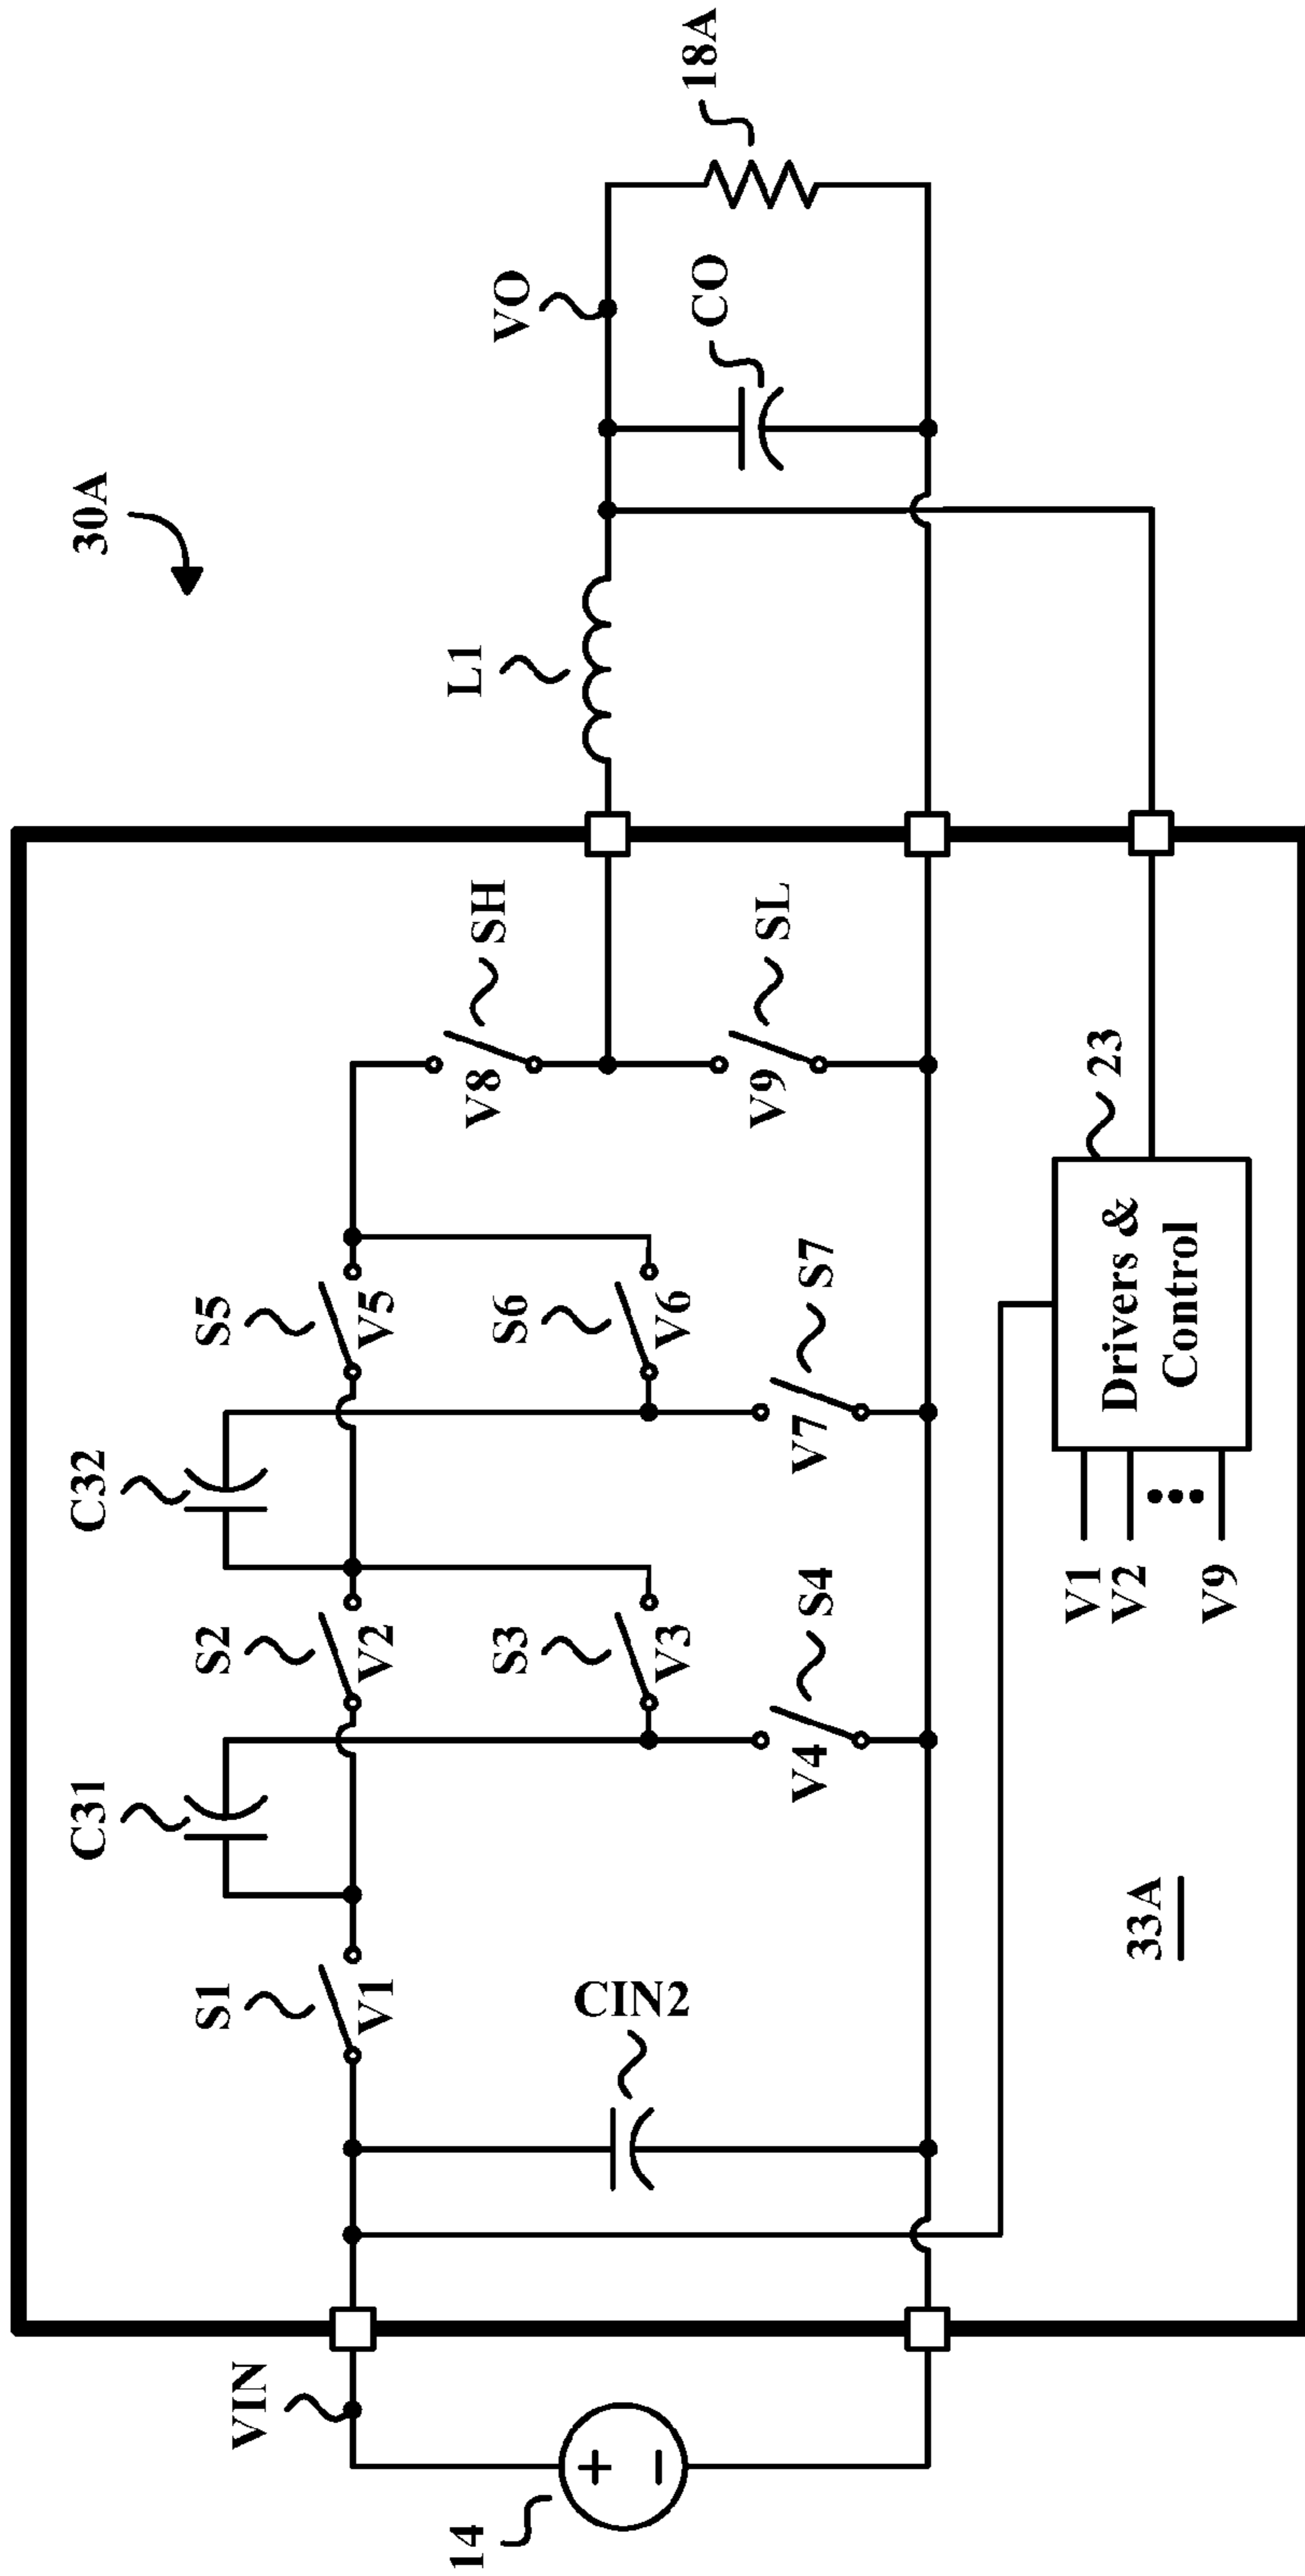 30A
C31
C32
S1
S2
S5
V1
V2
V5
L1
VO
18A
VIN
S3
S6
SH
V3
V6
V8
14
CIN2
CO
S4
S7
SL
V4
V7
V9
33A
V1
V2
V9
Drivers &
Control
23